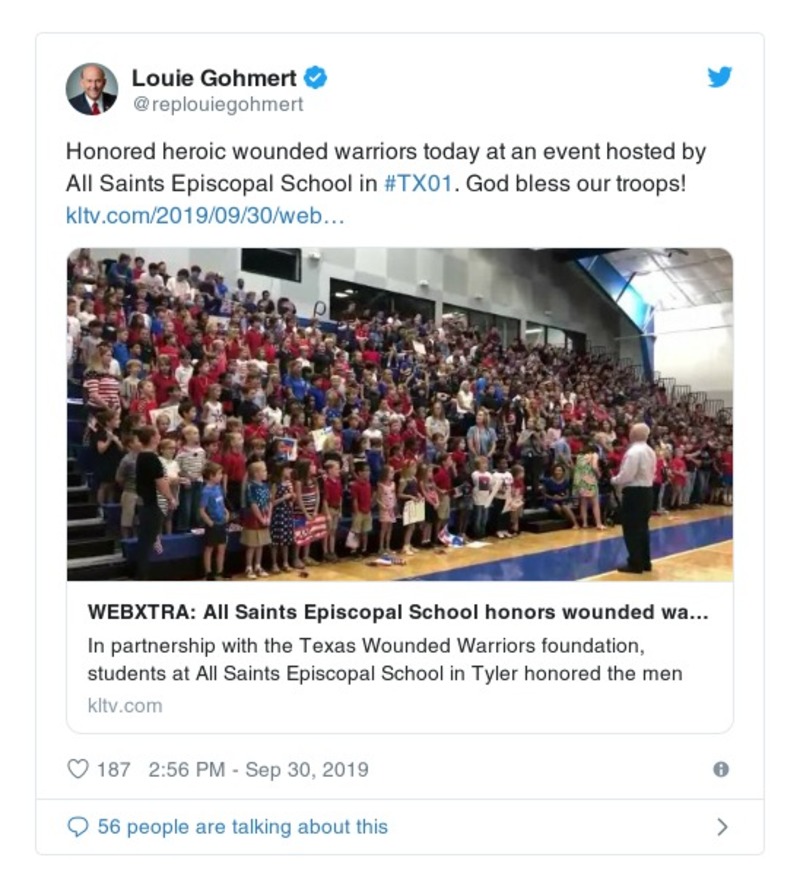 Louie Gohmert
@replouiegohmert
Honored heroic wounded warriors today at an event hosted by
All Saints Episcopal School in #TX01. God bless our troops!
kltv.com/2019/09/30/web…
WEBXTRA: All Saints Episcopal School honors wounded wa…
In partnership with the Texas Wounded Warriors foundation,
students at All Saints Episcopal School in Tyler honored the men
kltv.com
187 2:56 PM - Sep 30, 2019
56 people are talking about this